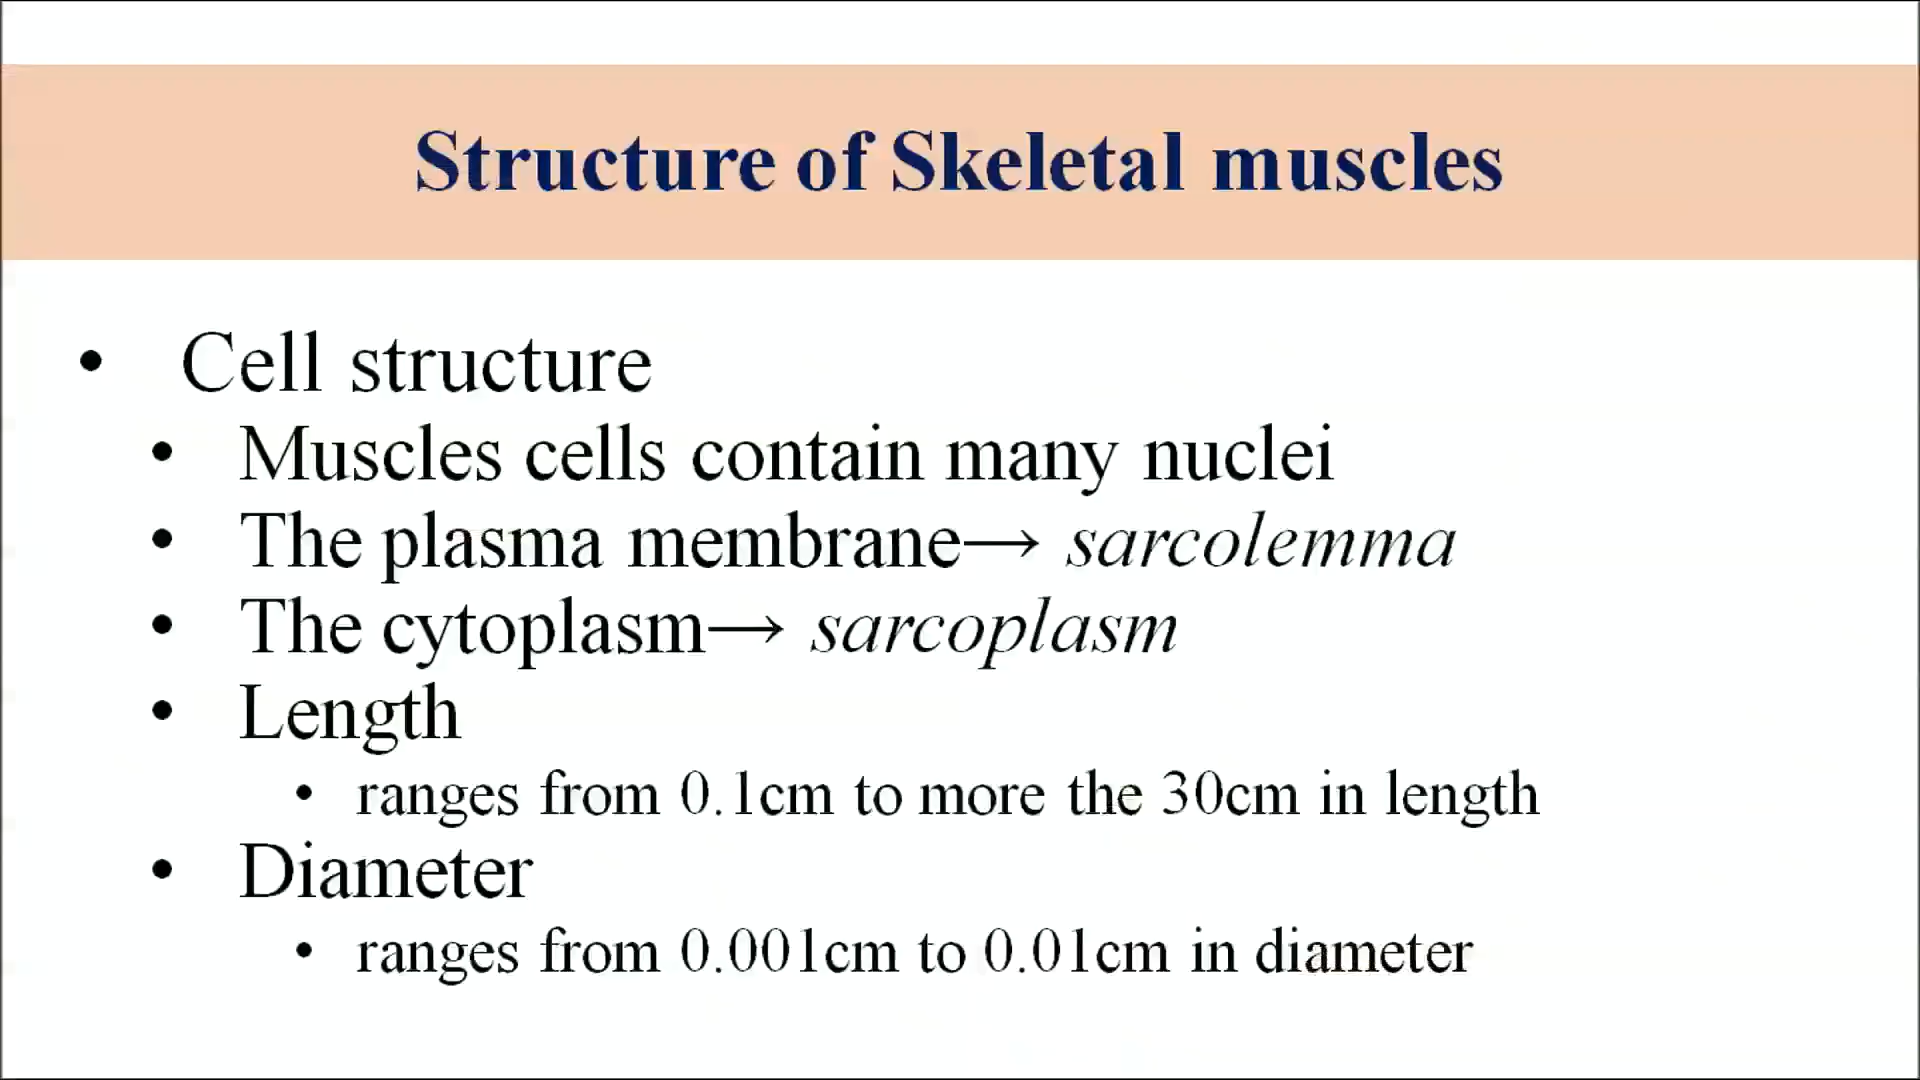 Structure of Skeletal muscles
• Cell structure
• Muscles cells contain many nuclei
• The plasma membrane→ sarcolemma
• The cytoplasm→ sarcoplasm
• Length
• ranges from 0.1cm to more the 30cm in length
• Diameter
• ranges from 0.001cm to 0.01cm in diameter